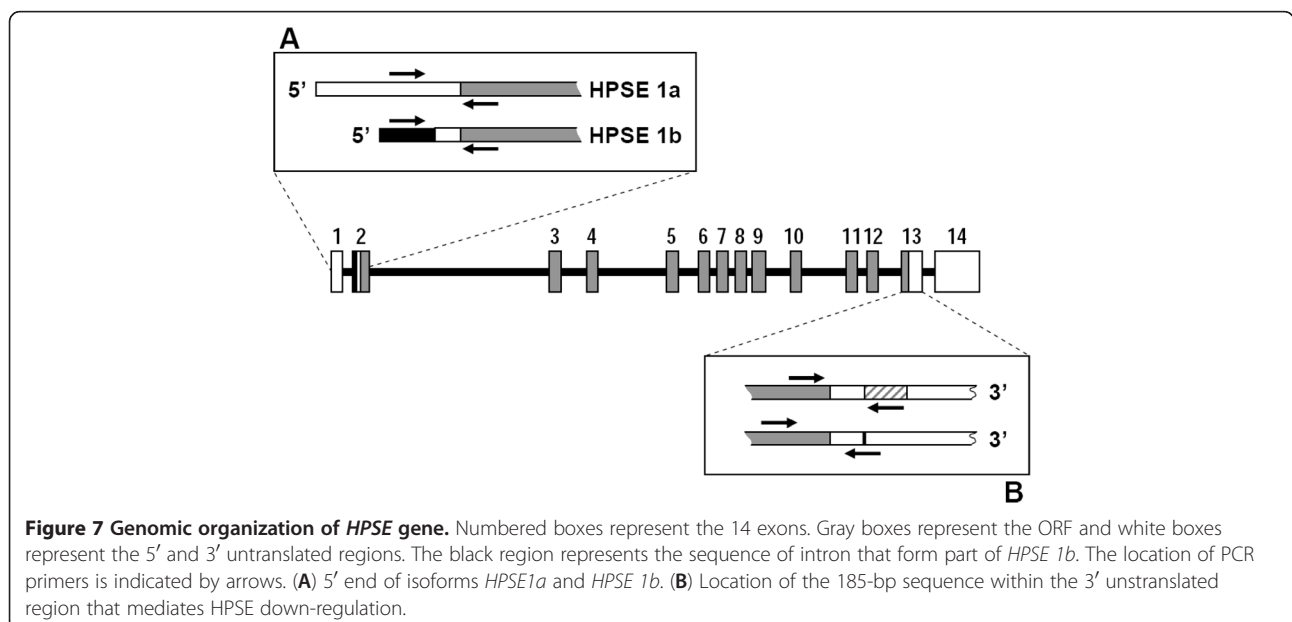 A
5' HPSE 1a
5' HPSE 1b
1 2 3 4 5 6 7 8 9 10 11 12 13 14
3'
3'
B
Figure 7 Genomic organization of HPSE gene. Numbered boxes represent the 14 exons. Gray boxes represent the ORF and white boxes
represent the 5′ and 3′ untranslated regions. The black region represents the sequence of intron that form part of HPSE 1b. The location of PCR
primers is indicated by arrows. (A) 5′ end of isoforms HPSE1a and HPSE 1b. (B) Location of the 185-bp sequence within the 3′ unstranslated
region that mediates HPSE down-regulation.